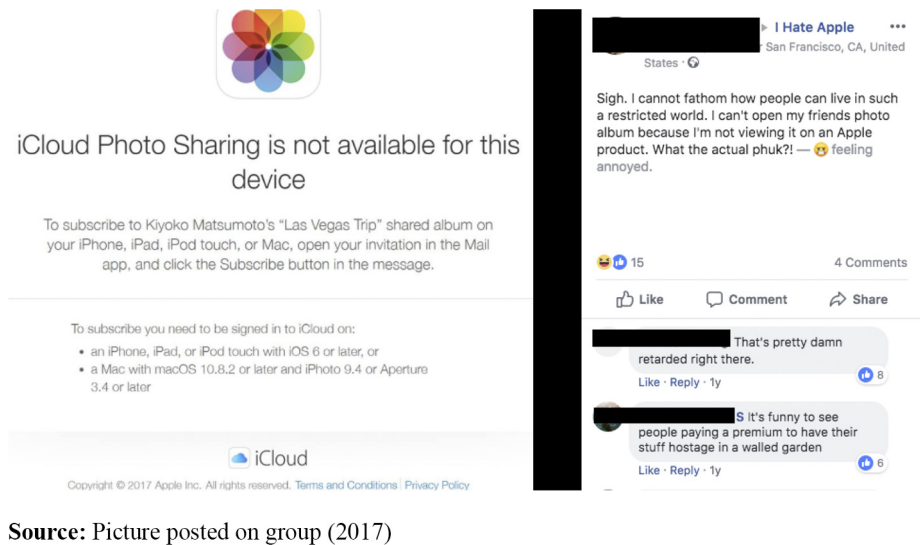 iCloud Photo Sharing is not available for this
device
To subscribe to Kiyoko Matsumoto's “Las Vegas Trip” shared album on
your iPhone, iPad, iPod touch, or Mac, open your invitation in the Mail
app, and click the Subscribe button in the message.
To subscribe you need to be signed in to iCloud on:
• an iPhone, iPad, or iPod touch with iOS 6 or later, or
• a Mac with macOS 10.8.2 or later and iPhoto 9.4 or Aperture
3.4 or later
iCloud
Copyright © 2017 Apple Inc. All rights reserved. Terms and Conditions | Privacy Policy
I Hate Apple
San Francisco, CA, United
States ·
Sigh. I cannot fathom how people can live in such
a restricted world. I can't open my friends photo
album because I'm not viewing it on an Apple
product. What the actual phuk?! — 😬 feeling
annoyed.
15
4 Comments
Like Comment Share
That's pretty damn
retarded right there.
8
Like · Reply · 1y
S It's funny to see
people paying a premium to have their
stuff hostage in a walled garden
6
Like · Reply · 1y
Source: Picture posted on group (2017)